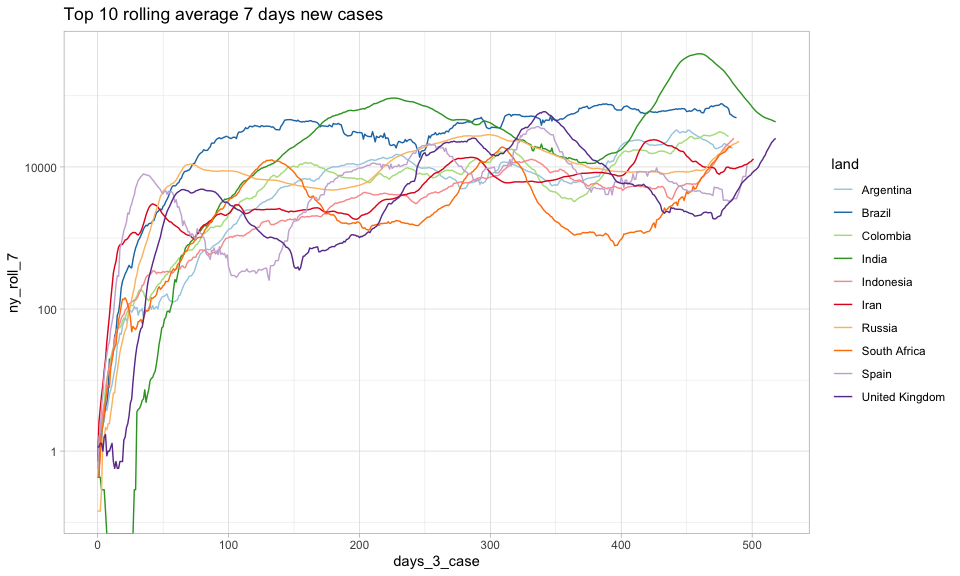 Top 10 rolling average 7 days new cases
ny_roll_7
10000
100
1
0 100 200 300 400 500
days_3_case
land
Argentina
Brazil
Colombia
India
Indonesia
Iran
Russia
South Africa
Spain
United Kingdom